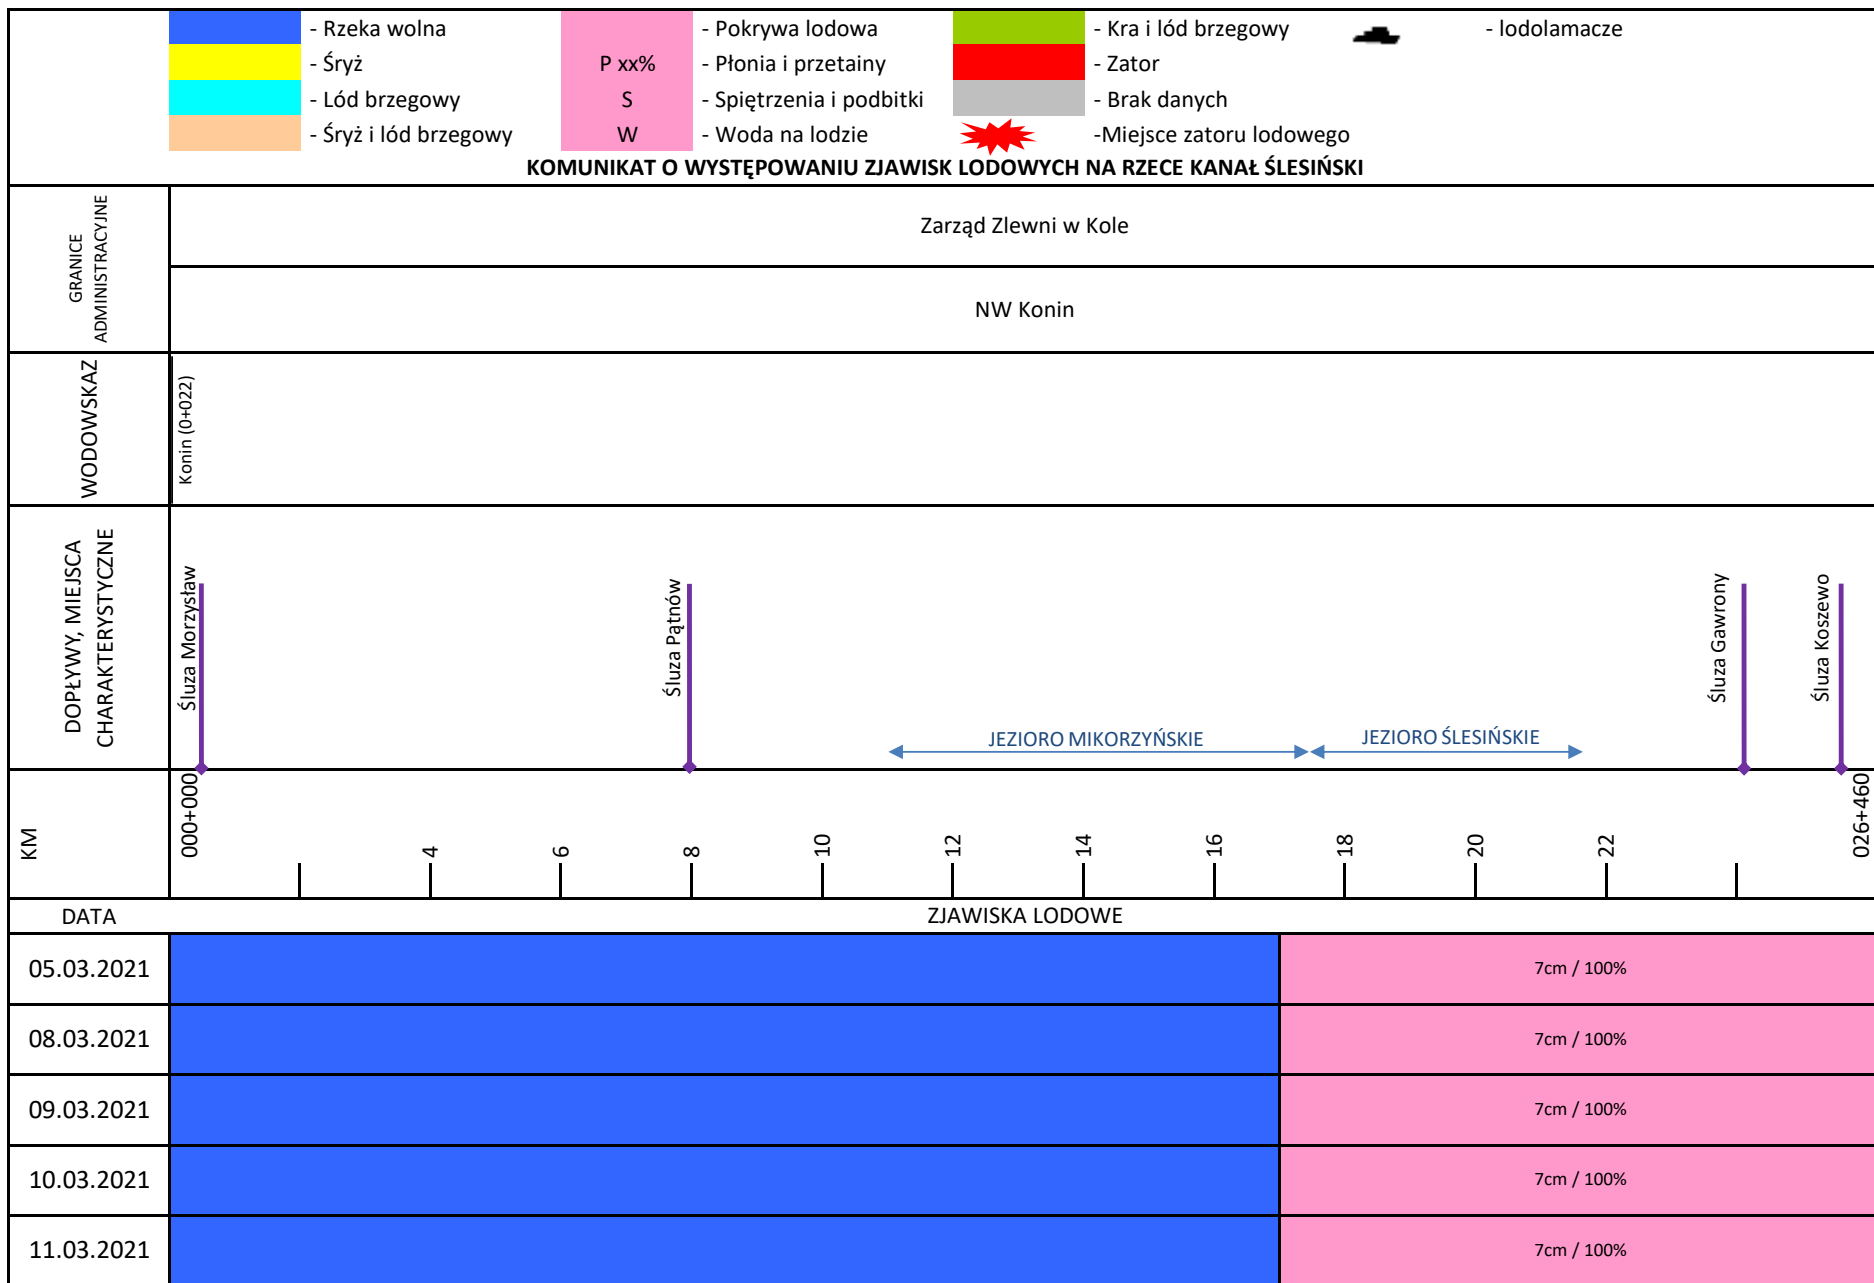 - Rzeka wolna
- Pokrywa lodowa
- Kra i lód brzegowy
- lodolamacze
- Śryż
P xx%
- Płonia i przetainy
- Zator
- Lód brzegowy
S
- Spiętrzenia i podbitki
- Brak danych
- Śryż i lód brzegowy
W
- Woda na lodzie
-Miejsce zatoru lodowego
KOMUNIKAT O WYSTĘPOWANIU ZJAWISK LODOWYCH NA RZECE KANAŁ ŚLESIŃSKI
GRANICE
ADMINISTRACYJNE
Zarząd Zlewni w Kole
NW Konin
WODOWSKAZ
Konin (0+022)
DOPŁYWY, MIEJSCA
CHARAKTERYSTYCZNE
Śluza Morzysław
Śluza Pątnów
JEZIORO MIKORZYŃSKIE
JEZIORO ŚLESIŃSKIE
Śluza Gawrony
Śluza Koszewo
KM
000+000
4
6
8
10
12
14
16
18
20
22
026+460
DATA
ZJAWISKA LODOWE
05.03.2021
7cm / 100%
08.03.2021
7cm / 100%
09.03.2021
7cm / 100%
10.03.2021
7cm / 100%
11.03.2021
7cm / 100%